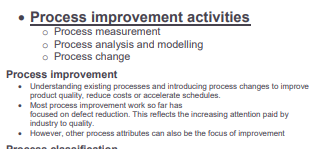 • Process improvement activities
o Process measurement
o Process analysis and modelling
o Process change
Process improvement
• Understanding existing processes and introducing process changes to improve
product quality, reduce costs or accelerate schedules.
• Most process improvement work so far has
focused on defect reduction. This reflects the increasing attention paid by
industry to quality.
• However, other process attributes can also be the focus of improvement
Process classification